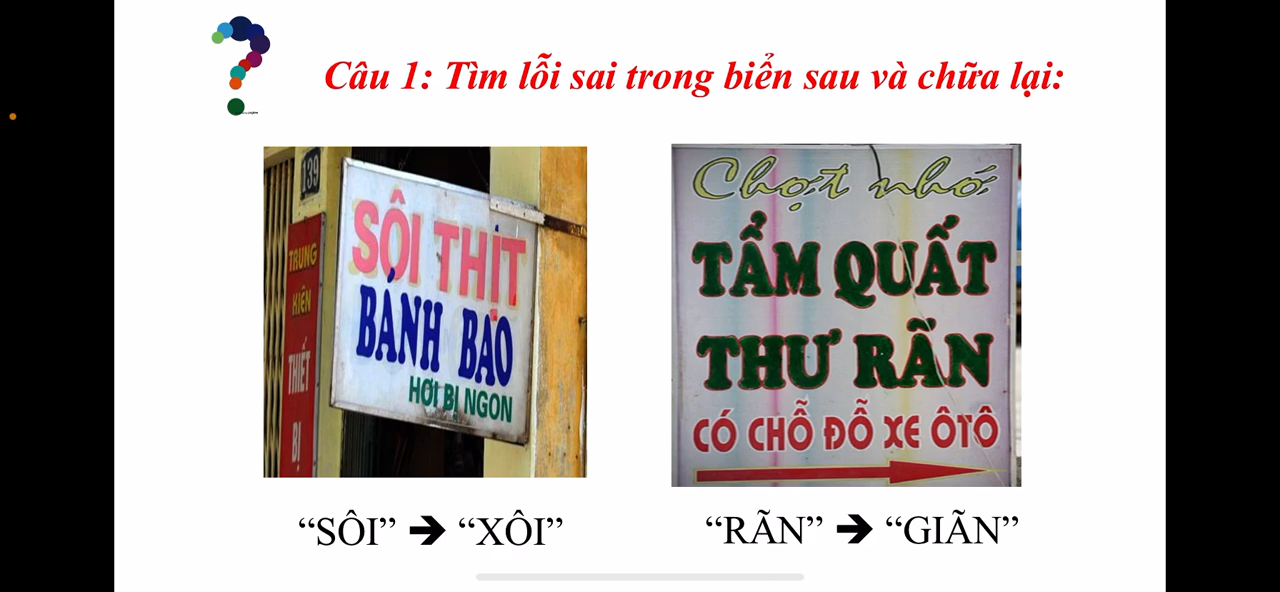 Câu 1: Tìm lỗi sai trong biển sau và chữa lại:
139
TRUNG
KIÊN
THIẾT
BỊ
SÔI THỊT
BÁNH BAO
HƠI BỊ NGON
Chợt nhớ
TẨM QUẤT
THƯ RÃN
CÓ CHỖ ĐỖ XE ÔTÔ
“SÔI” ➔ “XÔI”
“RÃN” ➔ “GIÃN”